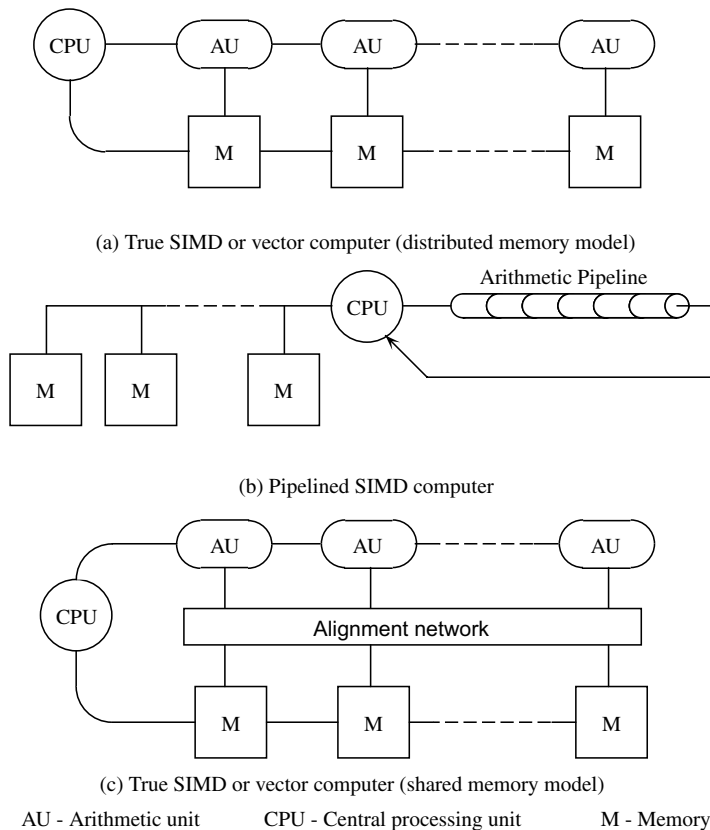 CPU AU AU AU
M M M
(a) True SIMD or vector computer (distributed memory model)
Arithmetic Pipeline
CPU
M M M
(b) Pipelined SIMD computer
AU AU AU
CPU
Alignment network
M M M
(c) True SIMD or vector computer (shared memory model)
AU - Arithmetic unit CPU - Central processing unit M - Memory